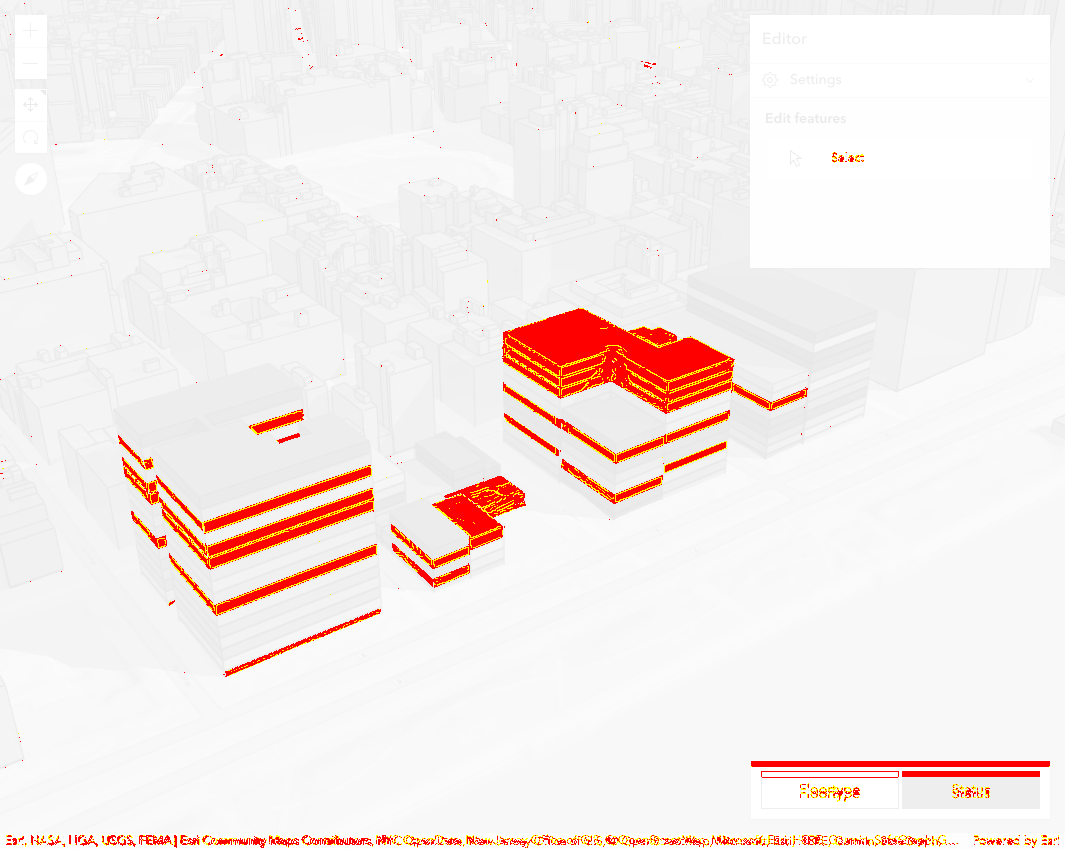 Editor
Settings
Edit features
Select
Floortype Status
Esri, NASA, NGA, USGS, FEMA | Esri Community Maps Contributors, NYC OpenData, New Jersey Office of GIS, © OpenStreetMap, Microsoft, Esri, HERE, Garmin, SafeGraph, G... Powered by Esri